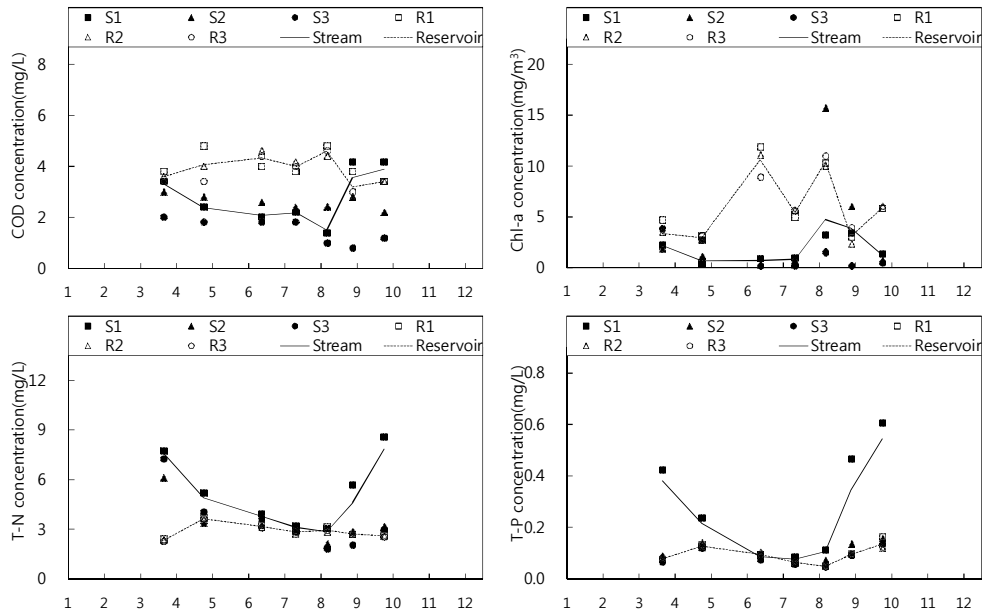 S1 S2 S3 R1
R2 R3 Stream Reservoir
COD concentration(mg/L)
8
6
4
2
0
1 2 3 4 5 6 7 8 9 10 11 12
S1 S2 S3 R1
R2 R3 Stream Reservoir
Chl-a concentration(mg/m³)
20
15
10
5
0
1 2 3 4 5 6 7 8 9 10 11 12
S1 S2 S3 R1
R2 R3 Stream Reservoir
T-N concentration(mg/L)
12
9
6
3
0
1 2 3 4 5 6 7 8 9 10 11 12
S1 S2 S3 R1
R2 R3 Stream Reservoir
T-P concentration(mg/L)
0.8
0.6
0.4
0.2
0.0
1 2 3 4 5 6 7 8 9 10 11 12